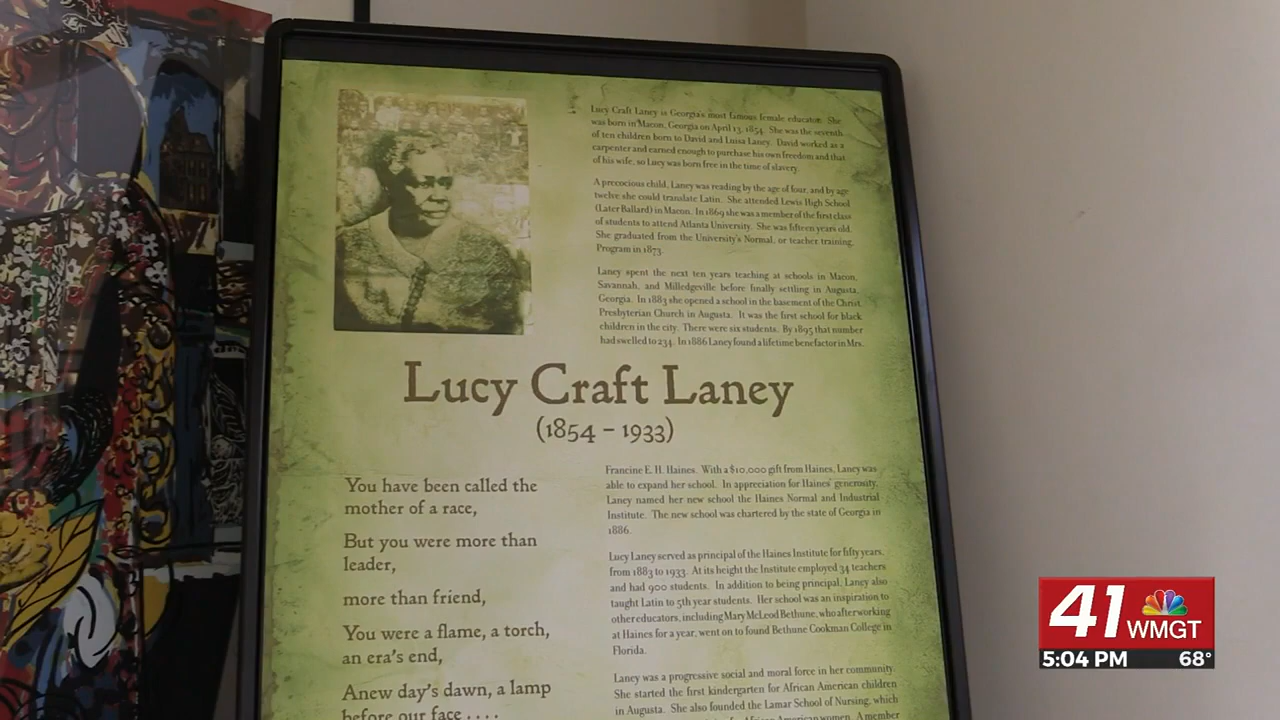 Lucy Craft Laney is Georgia's most famous female educator. She
was born in Macon, Georgia on April 13, 1854. She was the seventh
of ten children born to David and Luisa Laney. David worked as a
carpenter and earned enough to purchase his own freedom and that
of his wife, so Lucy was born free in the time of slavery.
A precocious child, Laney was reading by the age of four, and by age
twelve she could translate Latin. She attended Lewis High School
(Later Ballard) in Macon. In 1869 she was a member of the first class
of students to attend Atlanta University. She was fifteen years old.
She graduated from the University's Normal, or teacher training,
Program in 1873.
Laney spent the next ten years teaching at schools in Macon,
Savannah, and Milledgeville before finally settling in Augusta,
Georgia. In 1883 she opened a school in the basement of the Christ
Presbyterian Church in Augusta. It was the first school for black
children in the city. There were six students. By 1895 that number
had swelled to 234. In 1886 Laney found a lifetime benefactor in Mrs.
Lucy Craft Laney
(1854 – 1933)
You have been called the
mother of a race,
But you were more than
leader,
more than friend,
You were a flame, a torch,
an era's end,
Anew day's dawn, a lamp
before our face . . . .
Francine E. H. Haines. With a $10,000 gift from Haines, Laney was
able to expand her school. In appreciation for Haines' generosity,
Laney named her new school the Haines Normal and Industrial
Institute. The new school was chartered by the state of Georgia in
1886.
Lucy Laney served as principal of the Haines Institute for fifty years,
from 1883 to 1933. At its height the Institute employed 34 teachers
and had 900 students. In addition to being principal, Laney also
taught Latin to 5th year students. Her school was an inspiration to
other educators, including Mary McLeod Bethune, who after working
at Haines for a year, went on to found Bethune Cookman College in
Florida.
Laney was a progressive social and moral force in her community.
She started the first kindergarten for African American children
in Augusta. She also founded the Lamar School of Nursing, which
for African American women. A member
41
WMGT
5:04 PM 68°